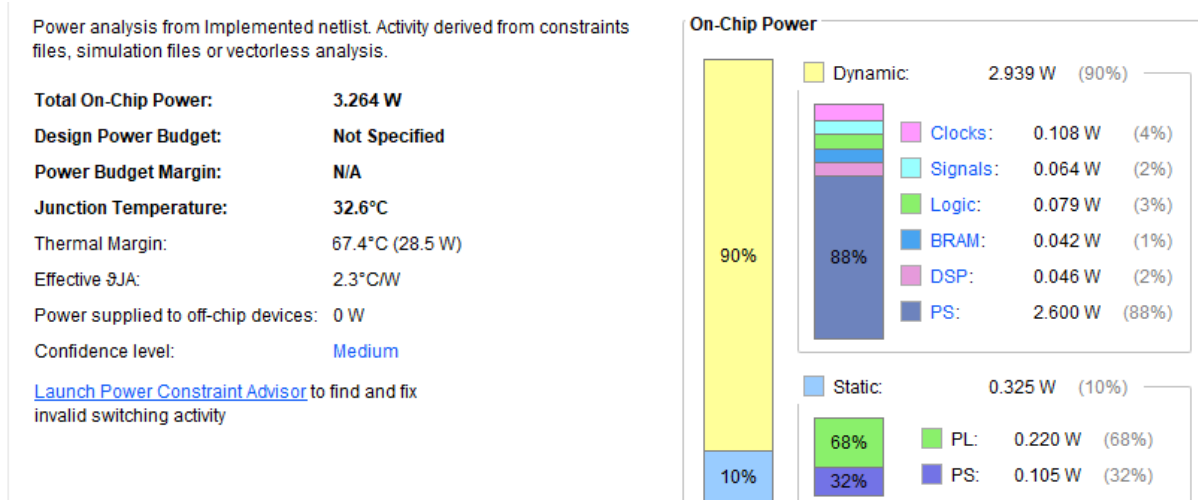 Power analysis from Implemented netlist. Activity derived from constraints
files, simulation files or vectorless analysis.
Total On-Chip Power: 3.264 W
Design Power Budget: Not Specified
Power Budget Margin: N/A
Junction Temperature: 32.6°C
Thermal Margin: 67.4°C (28.5 W)
Effective ϑJA: 2.3°C/W
Power supplied to off-chip devices: 0 W
Confidence level: Medium
Launch Power Constraint Advisor to find and fix
invalid switching activity
On-Chip Power
90%
10%
Dynamic: 2.939 W (90%)
88%
Clocks: 0.108 W (4%)
Signals: 0.064 W (2%)
Logic: 0.079 W (3%)
BRAM: 0.042 W (1%)
DSP: 0.046 W (2%)
PS: 2.600 W (88%)
Static: 0.325 W (10%)
68%
32%
PL: 0.220 W (68%)
PS: 0.105 W (32%)